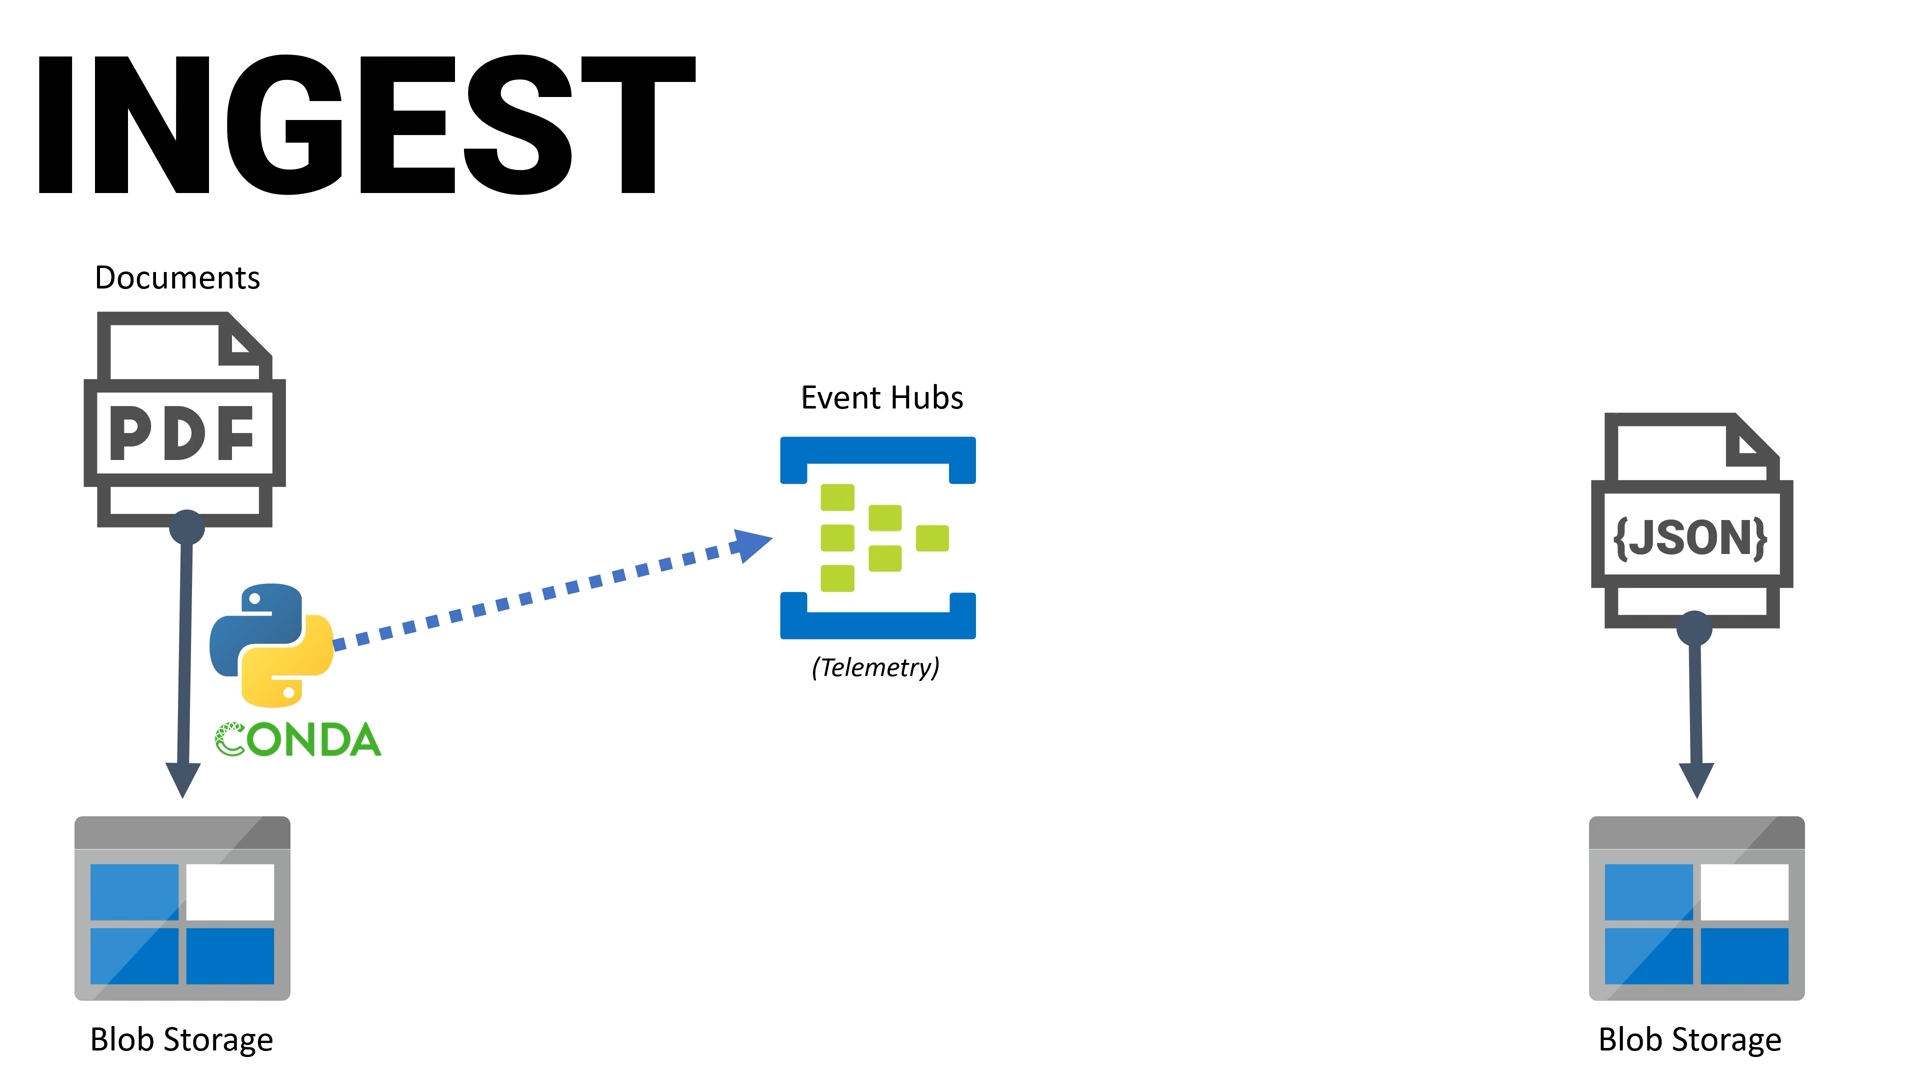 INGEST
Documents
PDF
Event Hubs
(Telemetry)
{JSON}
CONDA
Blob Storage
Blob Storage